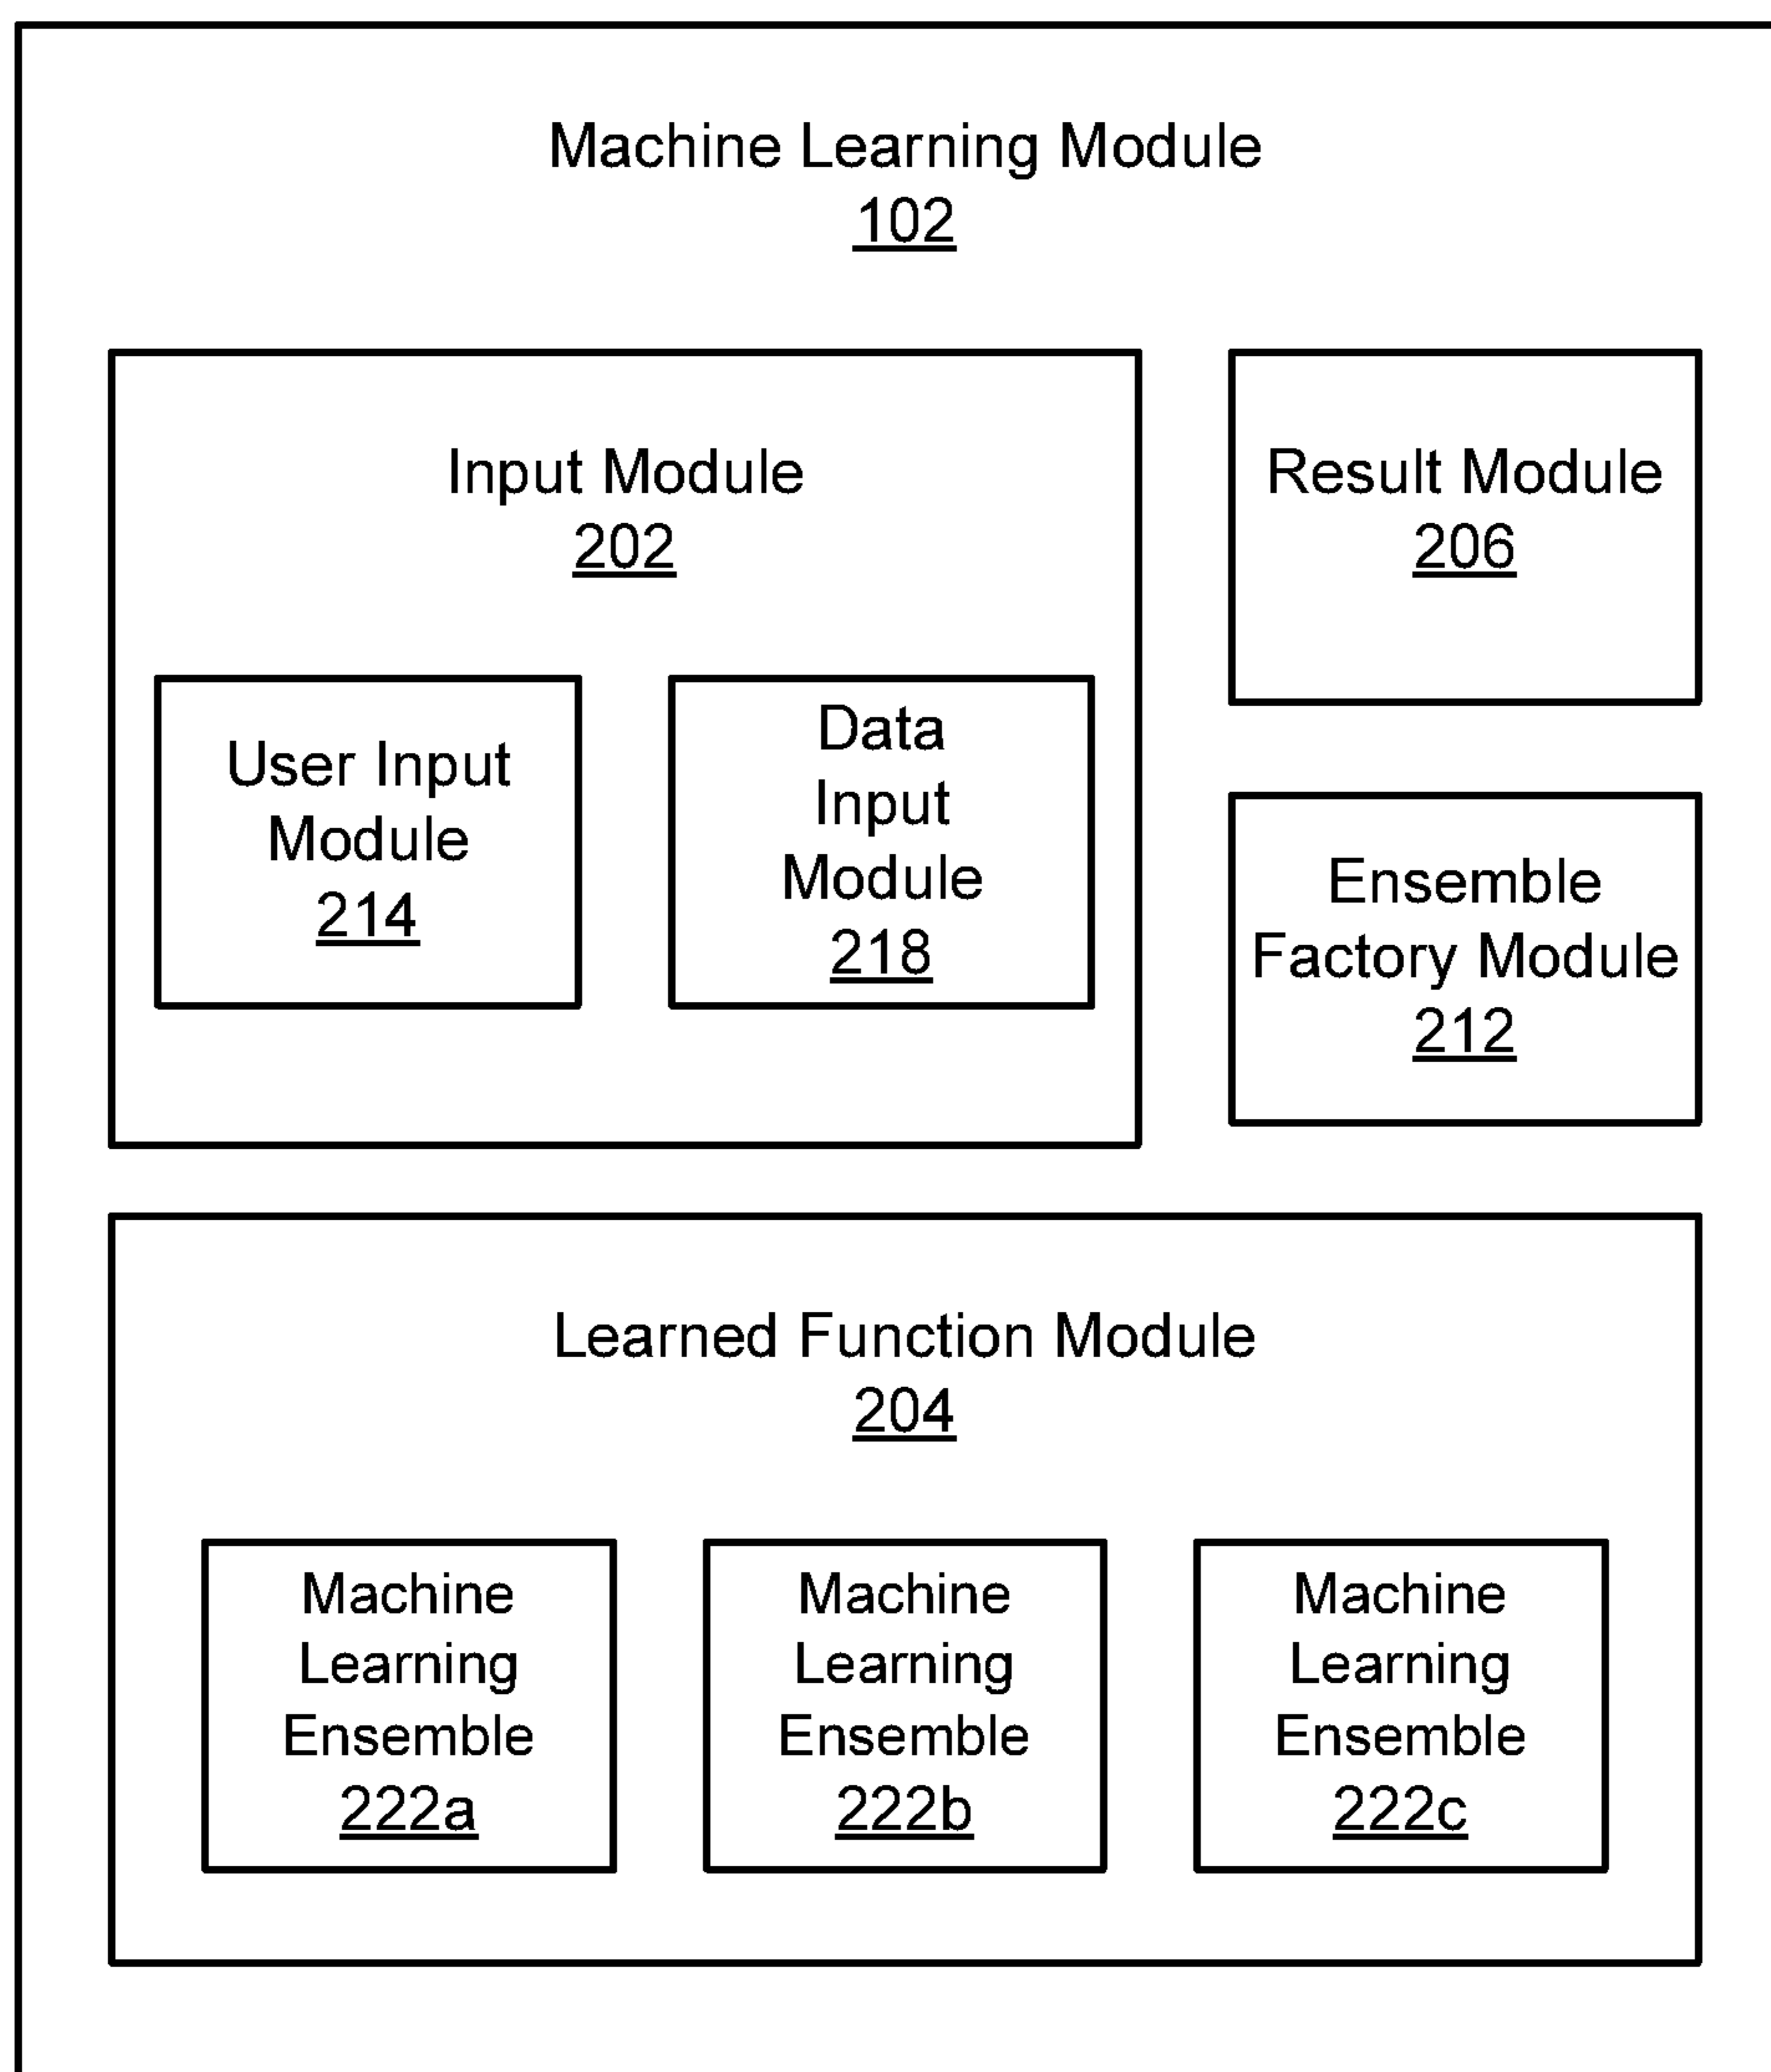 Machine Learning Module
102
Input Module
202
User Input
Module
214
Data
Input
Module
218
Result Module
206
Ensemble
Factory Module
212
Learned Function Module
204
Machine
Learning
Ensemble
222a
Machine
Learning
Ensemble
222b
Machine
Learning
Ensemble
222c